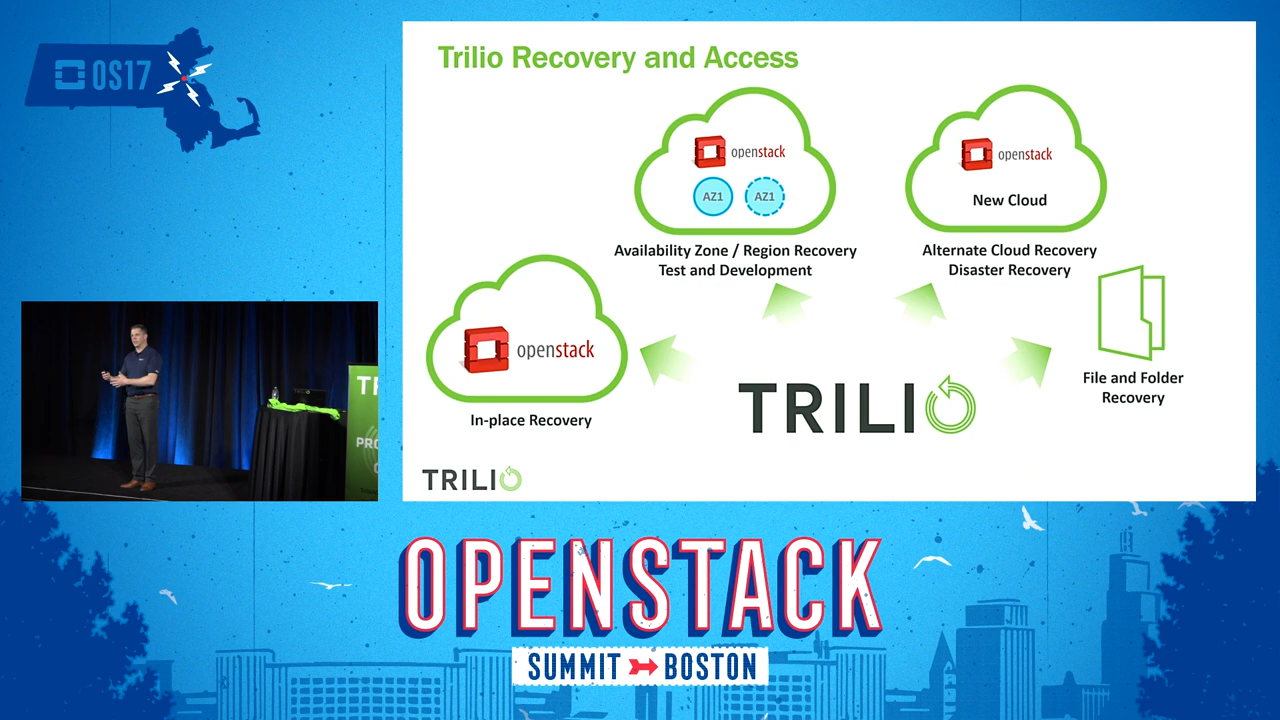 OS17
Trilio Recovery and Access
openstack
AZ1
AZ1
Availability Zone / Region Recovery
Test and Development
openstack
New Cloud
Alternate Cloud Recovery
Disaster Recovery
openstack
In-place Recovery
File and Folder
Recovery
TRILIO
TRILIO
OPENSTACK
SUMMIT BOSTON